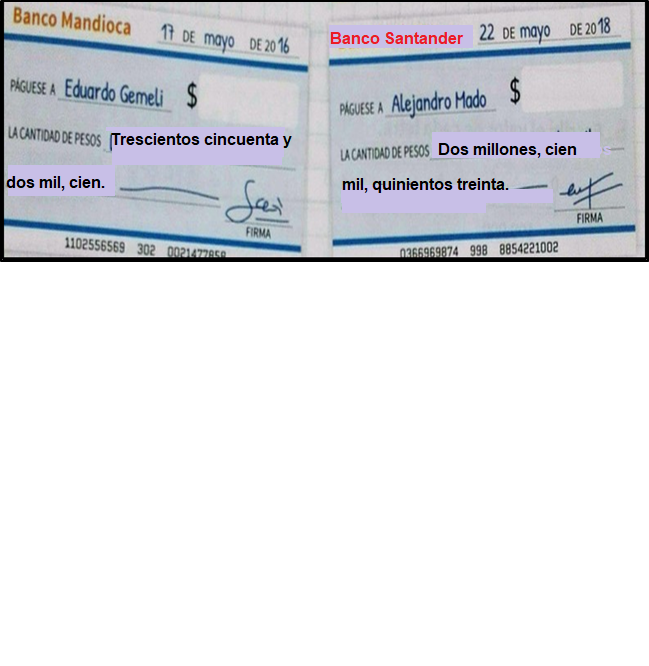 Banco Mandioca
17 DE mayo DE 2016
PÁGUESE A Eduardo Gemeli $
LA CANTIDAD DE PESOS Trescientos cincuenta y
dos mil, cien.
FIRMA
1102556569 302 0021477858
Banco Santander 22 DE mayo DE 2018
PÁGUESE A Alejandro Mado $
LA CANTIDAD DE PESOS Dos millones, cien
mil, quinientos treinta.
FIRMA
0366969874 998 8854221002